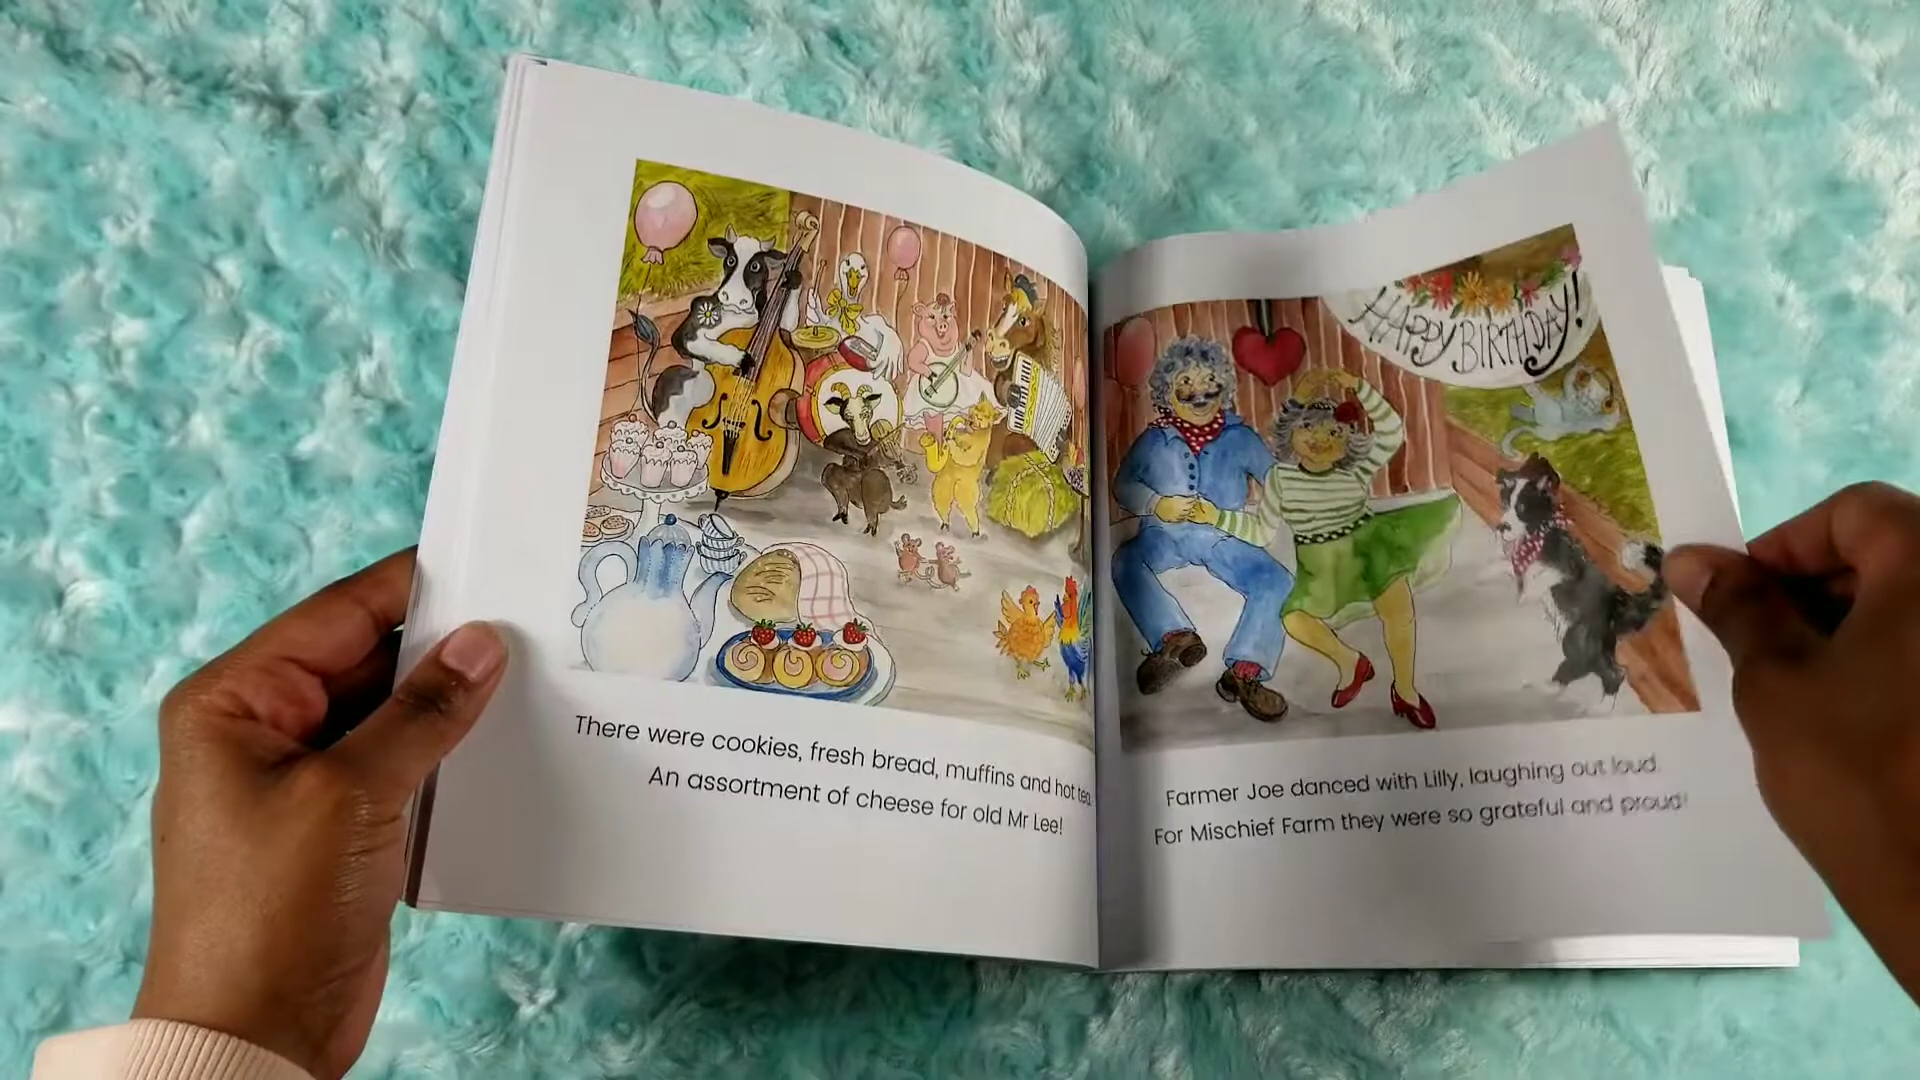 HAPPY BIRTHDAY!
There were cookies, fresh bread, muffins and hot tea.
An assortment of cheese for old Mr Lee!
Farmer Joe danced with Lilly, laughing out loud.
For Mischief Farm they were so grateful and proud!